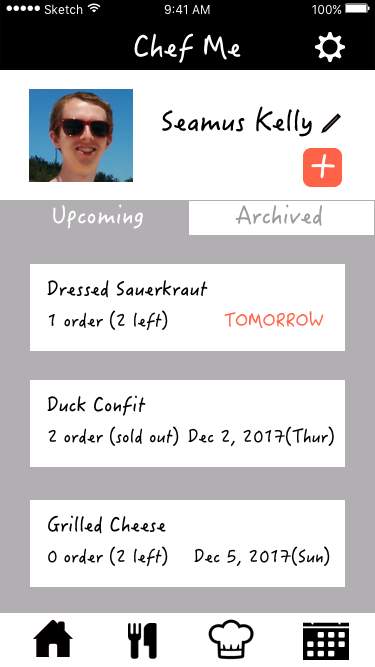 Sketch 9:41 AM 100%
Chef Me
Seamus Kelly
Upcoming Archived
Dressed Sauerkraut
1 order (2 left) TOMORROW
Duck Confit
2 order (sold out) Dec 2, 2017(Thur)
Grilled Cheese
0 order (2 left) Dec 5, 2017(Sun)